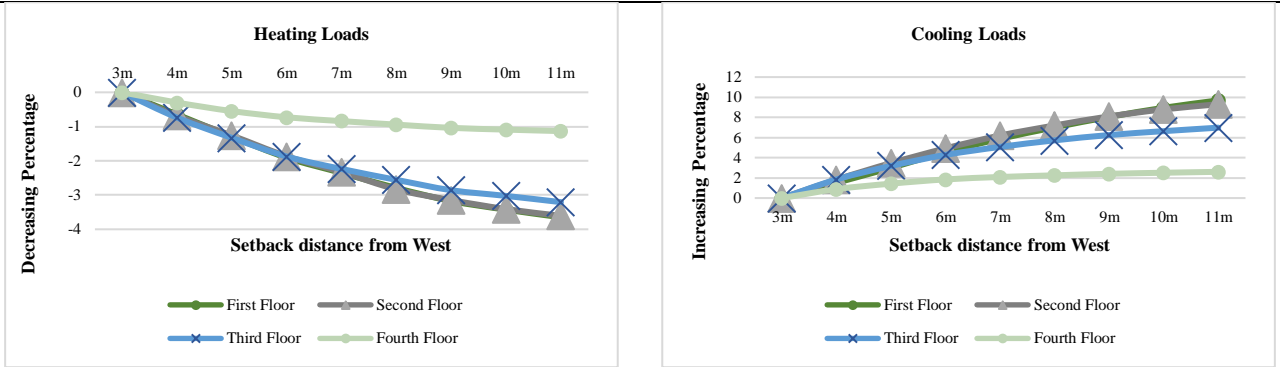 Heating Loads
3m 4m 5m 6m 7m 8m 9m 10m 11m
0
-1
-2
-3
-4
Decreasing Percentage
Setback distance from West
First Floor Second Floor
Third Floor Fourth Floor
Cooling Loads
12
10
8
6
4
2
0
3m 4m 5m 6m 7m 8m 9m 10m 11m
Increasing Percentage
Setback distance from West
First Floor Second Floor
Third Floor Fourth Floor